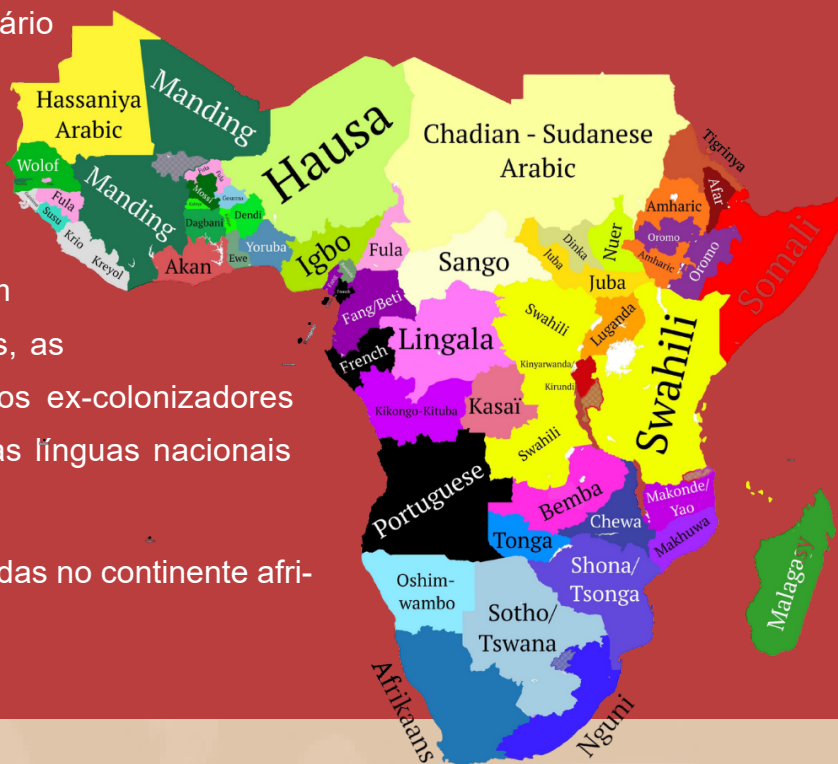 ário
s, as
os ex-colonizadores
as línguas nacionais
das no continente afri-
Hassaniya
Arabic
Manding
Wolof
Fula
Susu
Krio
Kreyol
Manding
Fula
Mossi
Dagbani
Dendi
Akan
Ewe
Yoruba
Hausa
Igbo
Fula
Chadian - Sudanese
Arabic
Tigrinya
Afar
Amharic
Oromo
Amharic
Oromo
Somali
Nuer
Dinka
Juba
Juba
Sango
Fang/Beti
French
Lingala
Swahili
Luganda
Kinyarwanda/
Kirundi
Swahili
Kikongo-Kituba
Kasaï
Swahili
Portuguese
Bemba
Chewa
Makonde/
Yao
Makhuwa
Tonga
Shona/
Tsonga
Oshim-
wambo
Sotho/
Tswana
Afrikaans
Nguni
Malagasy